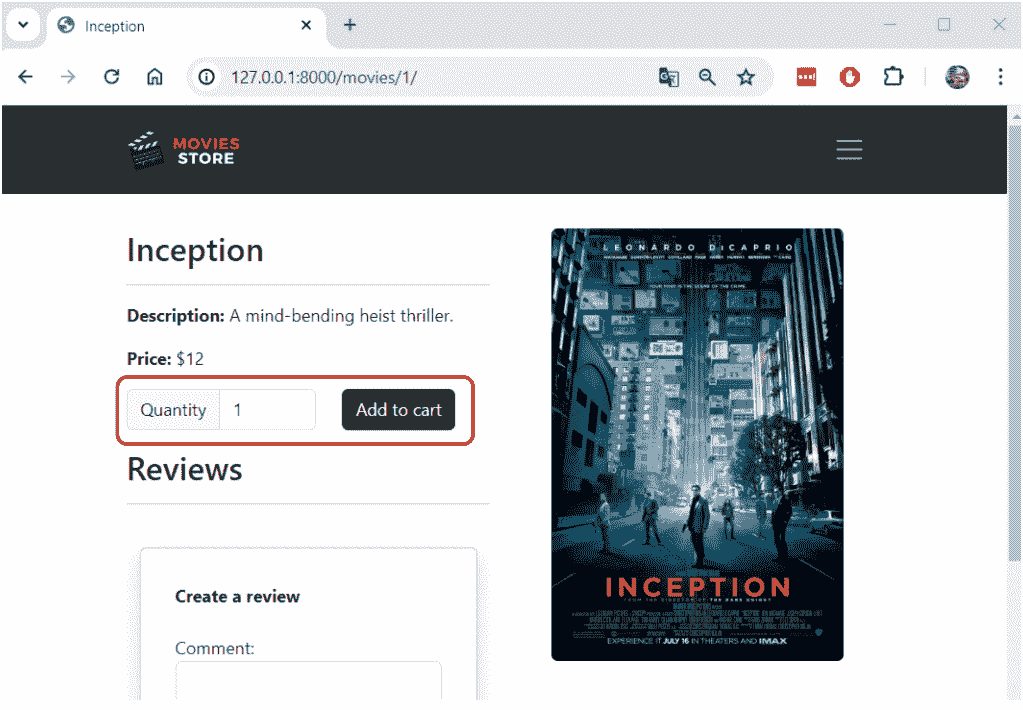 Inception
127.0.0.1:8000/movies/1/
MOVIES
STORE
Inception
Description: A mind-bending heist thriller.
Price: $12
Quantity 1 Add to cart
Reviews
Create a review
Comment:
LEONARDO DiCAPRIO
YOUR MIND IS THE SCENE OF THE CRIME
INCEPTION
FROM THE DIRECTOR OF THE DARK KNIGHT
EXPERIENCE IT JULY 16 IN THEATERS AND IMAX